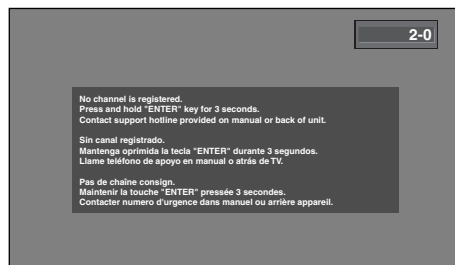 2-0
No channel is registered.
Press and hold "ENTER" key for 3 seconds.
Contact support hotline provided on manual or back of unit.
Sin canal registrado.
Mantenga oprimida la tecla "ENTER" durante 3 segundos.
Llame teléfono de apoyo en manual o atrás de TV.
Pas de chaîne consign.
Maintenir la touche "ENTER" pressée 3 secondes.
Contacter numero d'urgence dans manuel ou arrière appareil.